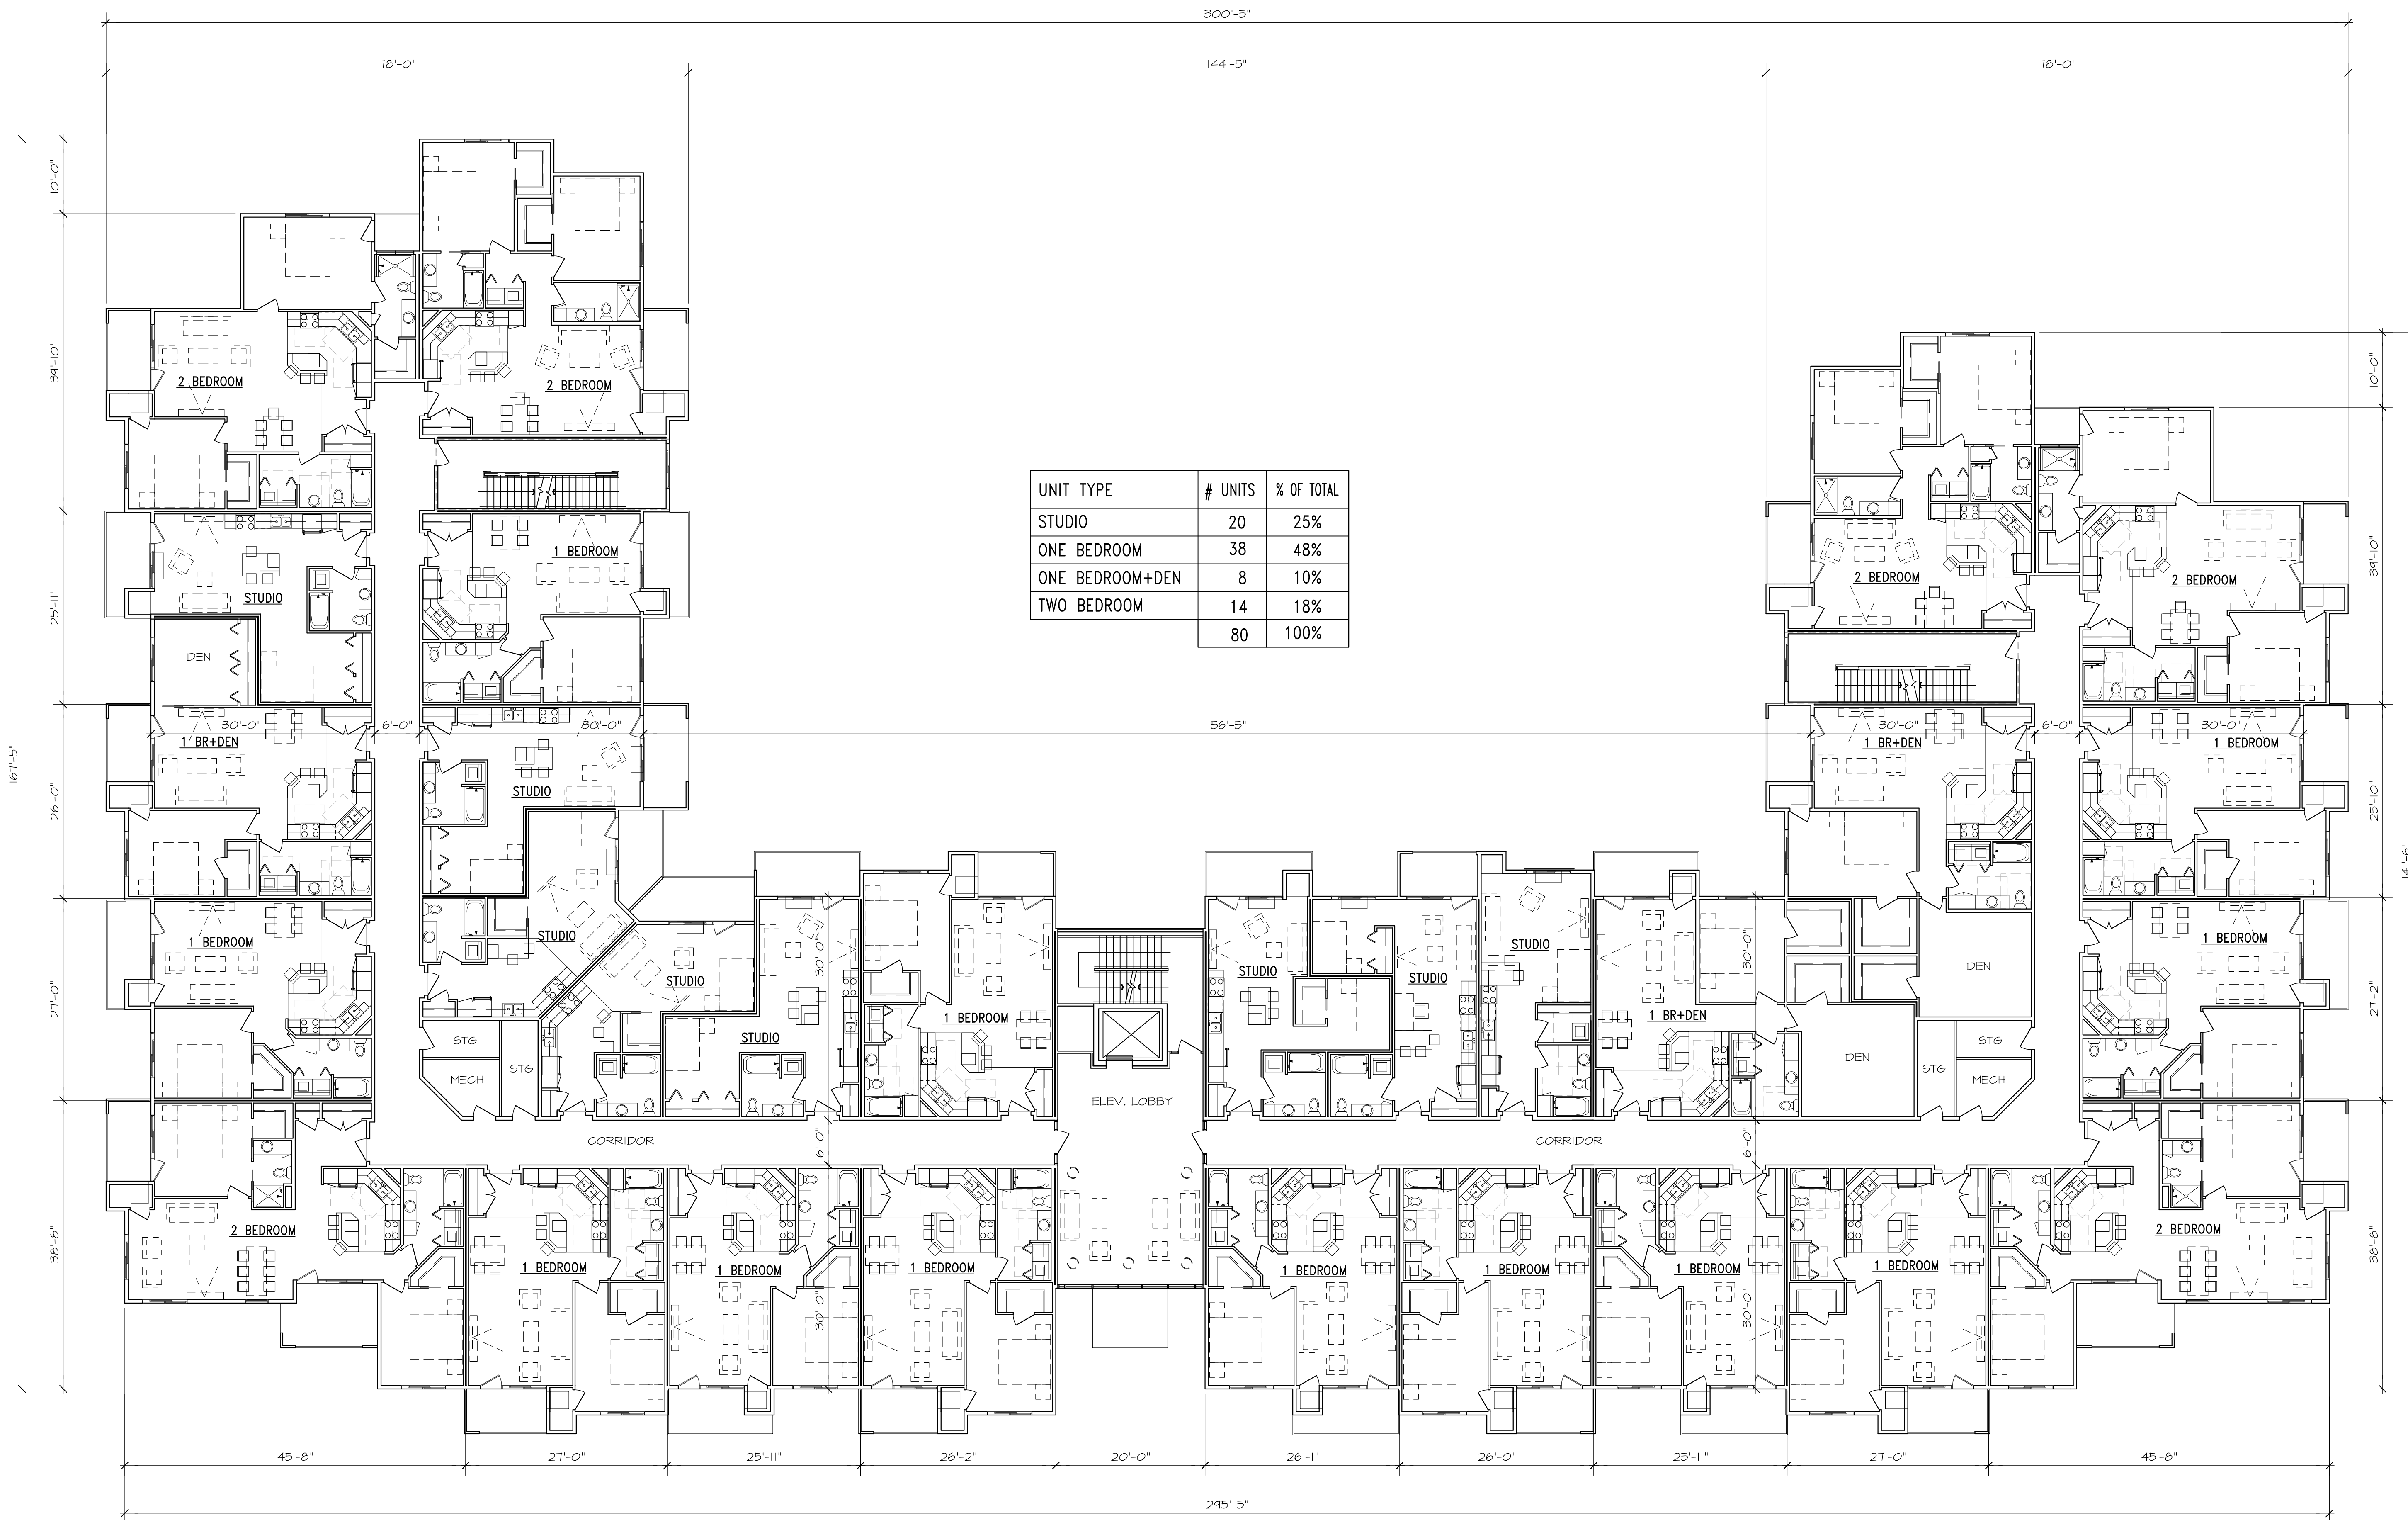 300'-5"
78'-0"
144'-5"
78'-0"
10'-0"
39'-10"
25'-11"
26'-0"
27'-0"
38'-8"
167'-5"
2 BEDROOM
2 BEDROOM
STUDIO
1 BEDROOM
DEN
30'-0"
6'-0"
30'-0"
156'-5"
30'-0"
6'-0"
30'-0"
1 BR+DEN
STUDIO
1 BEDROOM
STUDIO
STUDIO
STUDIO
30'-0"
1 BEDROOM
STG
MECH
STG
UNIT TYPE # UNITS % OF TOTAL
STUDIO 20 25%
ONE BEDROOM 38 48%
ONE BEDROOM+DEN 8 10%
TWO BEDROOM 14 18%
80 100%
10'-0"
39'-10"
25'-10"
27'-2"
38'-8"
141'-6"
2 BEDROOM
2 BEDROOM
1 BR+DEN
1 BEDROOM
STUDIO
STUDIO
STUDIO
1 BR+DEN
30'-0"
DEN
DEN
STG
STG
MECH
1 BEDROOM
ELEV. LOBBY
CORRIDOR
6'-0"
CORRIDOR
6'-0"
2 BEDROOM
1 BEDROOM
1 BEDROOM
1 BEDROOM
1 BEDROOM
1 BEDROOM
1 BEDROOM
1 BEDROOM
2 BEDROOM
30'-0"
30'-0"
45'-8"
27'-0"
25'-11"
26'-2"
20'-0"
26'-1"
26'-0"
25'-11"
27'-0"
45'-8"
295'-5"